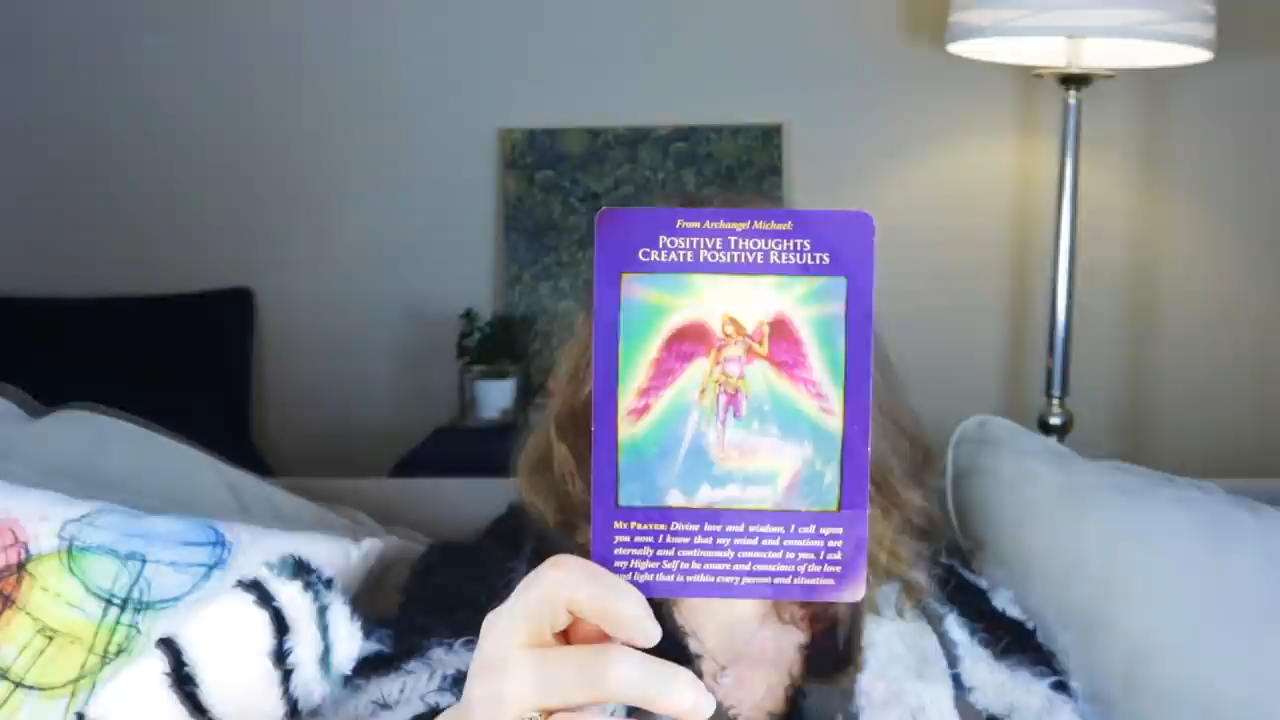 From Archangel Michael:
POSITIVE THOUGHTS
CREATE POSITIVE RESULTS
MY PRAYER: Divine love and wisdom, I call upon
you now. I know that my mind and emotions are
eternally and continuously connected to you. I ask
my Higher Self to be aware and conscious of the love
and light that is within every person and situation.